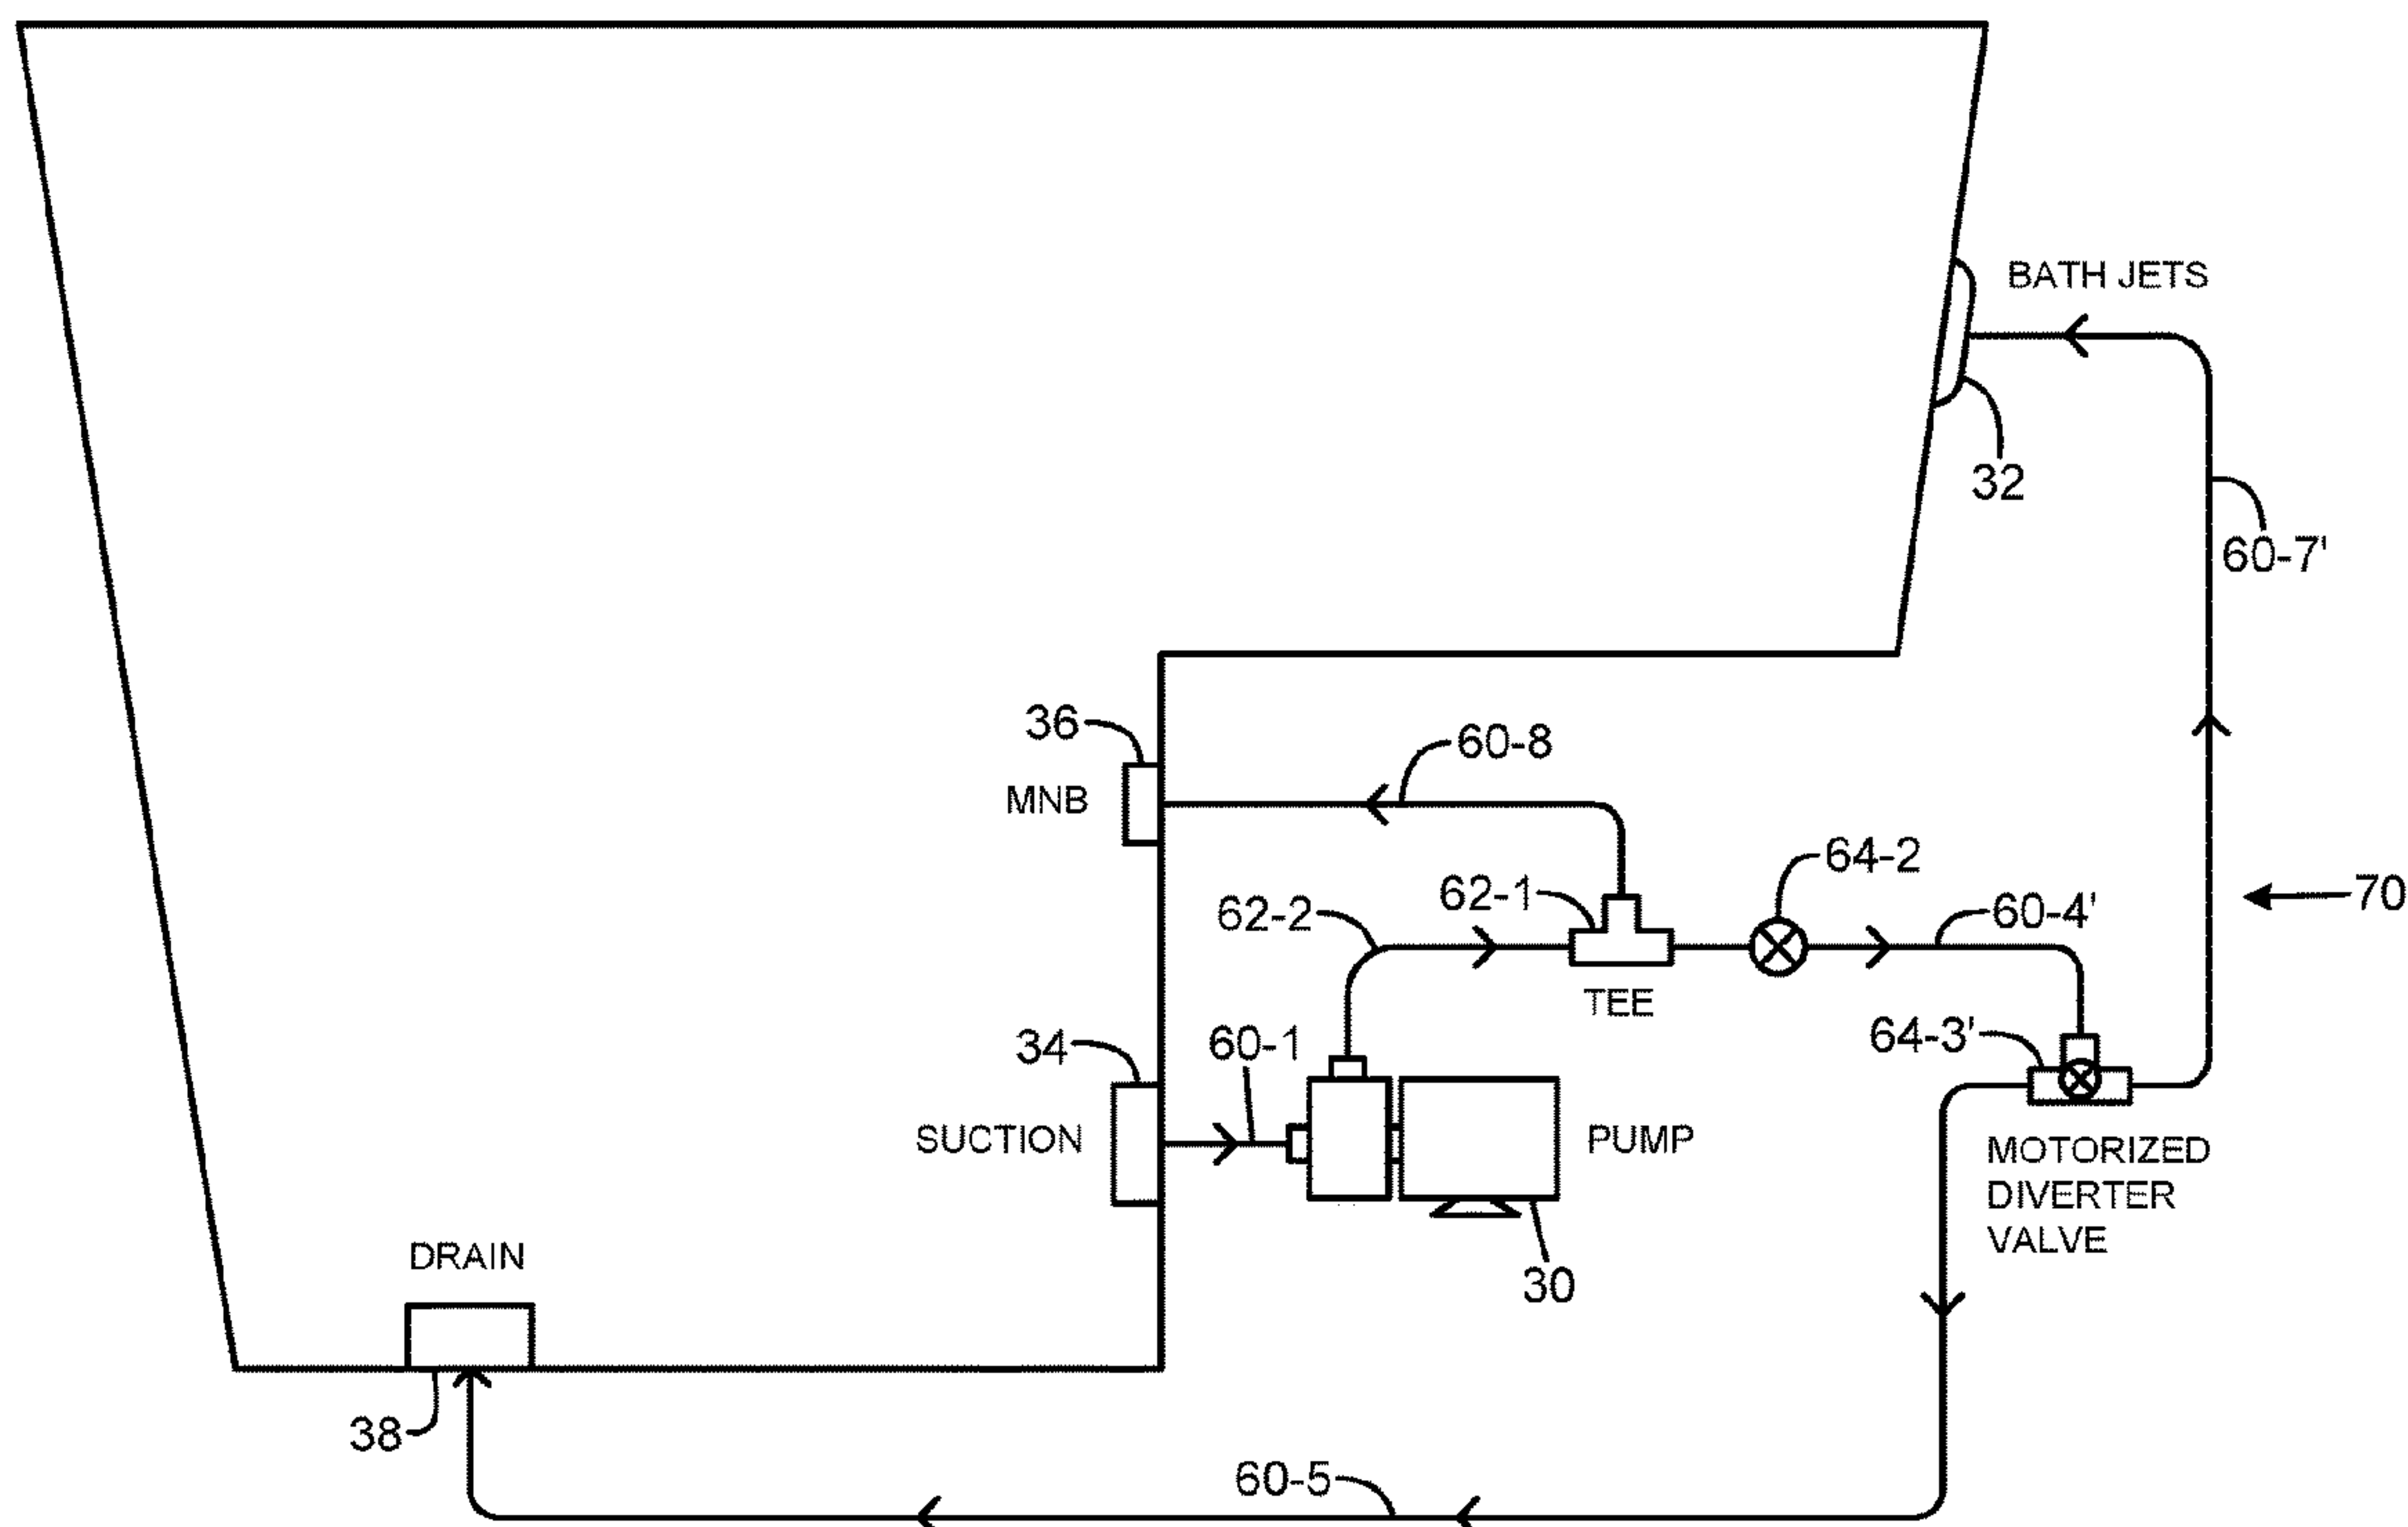 BATH JETS
32
60-7'
36
60-8
MNB
64-2
62-1
60-4'
70
62-2
TEE
64-3'
34
60-1
SUCTION
PUMP
MOTORIZED
DIVERTER
VALVE
DRAIN
30
38
60-5